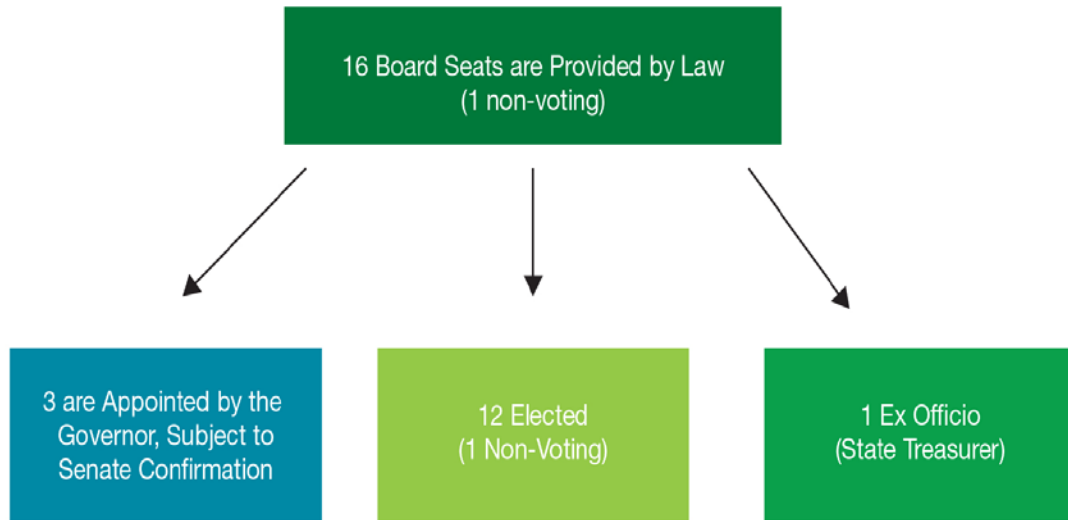 16 Board Seats are Provided by Law
(1 non-voting)
3 are Appointed by the
Governor, Subject to
Senate Confirmation
12 Elected
(1 Non-Voting)
1 Ex Officio
(State Treasurer)